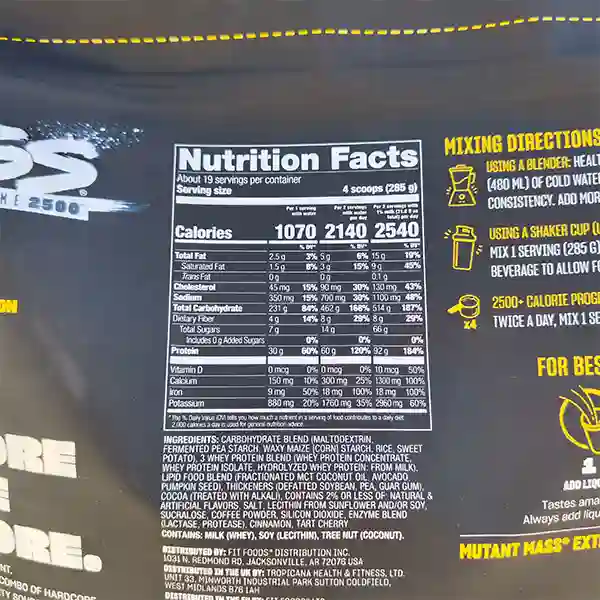 SS®
ME 2500
Nutrition Facts
About 19 servings per container
Serving size 4 scoops (285 g)
Per 1 serving with water Per 2 servings with water per day Per 2 servings with 1% milk (31.8 fl oz total) per day
Calories 1070 2140 2540
% DV* % DV* % DV*
Total Fat 2.5 g 3% 5 g 6% 15 g 19%
Saturated Fat 1.5 g 8% 3 g 15% 9 g 45%
Trans Fat 0 g 0 g 0.1 g
Cholesterol 45 mg 15% 90 mg 30% 130 mg 43%
Sodium 350 mg 15% 700 mg 30% 1100 mg 48%
Total Carbohydrate 231 g 84% 462 g 168% 514 g 187%
Dietary Fiber 4 g 14% 8 g 29% 8 g 29%
Total Sugars 7 g 14 g 66 g
Includes 0 g Added Sugars 0% 0% 0%
Protein 30 g 60% 60 g 120% 92 g 184%
Vitamin D 0 mcg 0% 0 mcg 0% 10 mcg 50%
Calcium 150 mg 10% 300 mg 25% 1300 mg 100%
Iron 9 mg 50% 18 mg 100% 18 mg 100%
Potassium 880 mg 20% 1760 mg 35% 2960 mg 60%
*The % Daily Value (DV) tells you how much a nutrient in a serving of food contributes to a daily diet.
2,000 calories a day is used for general nutrition advice.
INGREDIENTS: CARBOHYDRATE BLEND (MALTODEXTRIN,
FERMENTED PEA STARCH, WAXY MAIZE [CORN] STARCH, RICE, SWEET
POTATO), 3 WHEY PROTEIN BLEND (WHEY PROTEIN CONCENTRATE,
WHEY PROTEIN ISOLATE, HYDROLYZED WHEY PROTEIN: FROM MILK),
LIPID FOOD BLEND (FRACTIONATED MCT COCONUT OIL, AVOCADO,
PUMPKIN SEED), THICKENERS (DEFATTED SOYBEAN, PEA, GUAR GUM),
COCOA (TREATED WITH ALKALI), CONTAINS 2% OR LESS OF: NATURAL &
ARTIFICIAL FLAVORS, SALT, LECITHIN FROM SUNFLOWER AND/OR SOY,
SUCRALOSE, COFFEE POWDER, SILICON DIOXIDE, ENZYME BLEND
(LACTASE, PROTEASE), CINNAMON, TART CHERRY
CONTAINS: MILK (WHEY), SOY (LECITHIN), TREE NUT (COCONUT).
DISTRIBUTED BY: FIT FOODS® DISTRIBUTION INC.
1031 N. REDMOND RD., JACKSONVILLE, AR 72076 USA
DISTRIBUTED IN THE UK BY: TROPICANA HEALTH & FITNESS, LTD.
UNIT 33, MINWORTH INDUSTRIAL PARK SUTTON COLDFIELD,
WEST MIDLANDS B76 1AH
MIXING DIRECTIONS
USING A BLENDER: HEALT
(480 ML) OF COLD WATE
CONSISTENCY. ADD MOR
USING A SHAKER CUP (
MIX 1 SERVING (285 G)
BEVERAGE TO ALLOW F
x4 2500+ CALORIE PROG
TWICE A DAY, MIX 1 SE
FOR BES
1
ADD LIQU
Tastes ama
Always add liqu
MUTANT MASS® EXT
ON
ORE
E
ORE.
NT.
COMBO OF HARDCORE